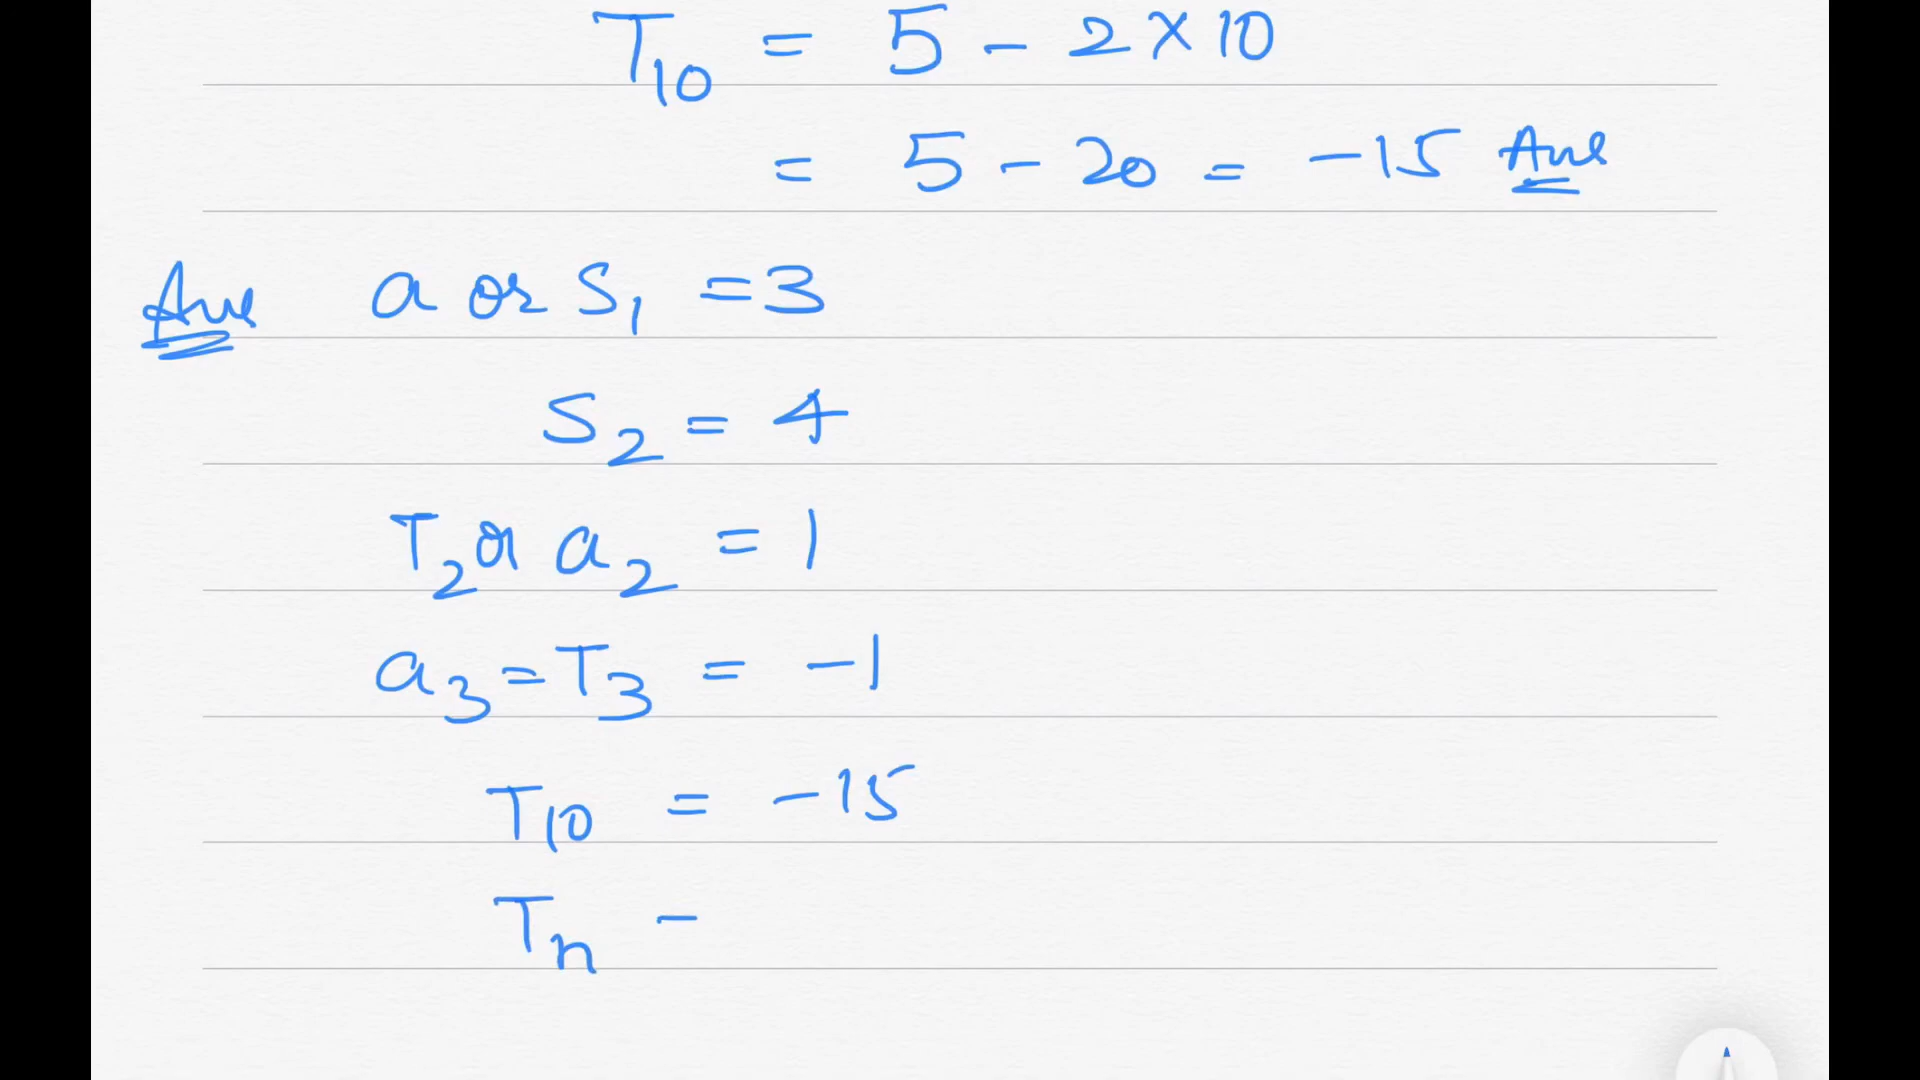 T₁₀ = 5 - 2 × 10
= 5 - 20 = -15 Ans
Ans a or S₁ = 3
S₂ = 4
T₂ or a₂ = 1
a₃ = T₃ = -1
T₁₀ = -15
Tₙ -